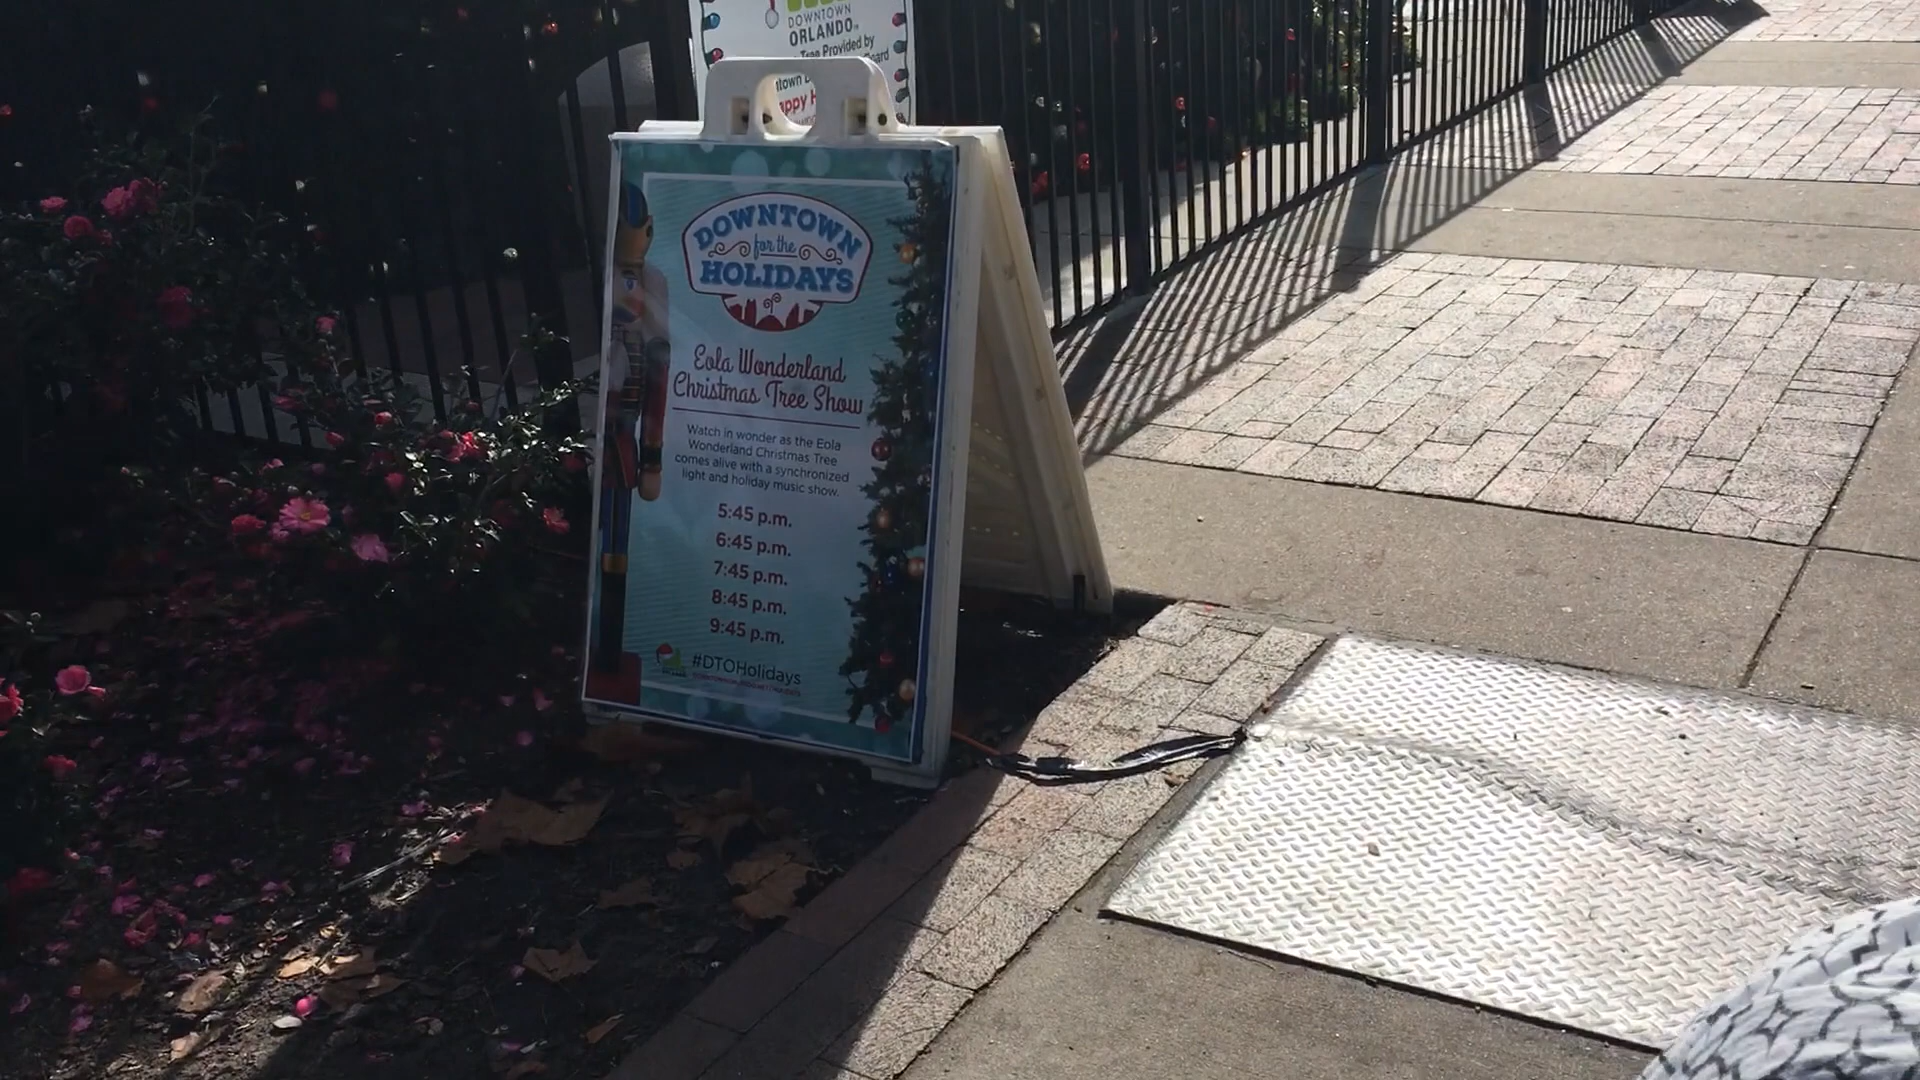 DOWNTOWN
ORLANDO
Tree Provided by
DOWNTOWN
for the
HOLIDAYS
Eola Wonderland
Christmas Tree Show
Watch in wonder as the Eola
Wonderland Christmas Tree
comes alive with a synchronized
light and holiday music show.
5:45 p.m.
6:45 p.m.
7:45 p.m.
8:45 p.m.
9:45 p.m.
#DTOHolidays